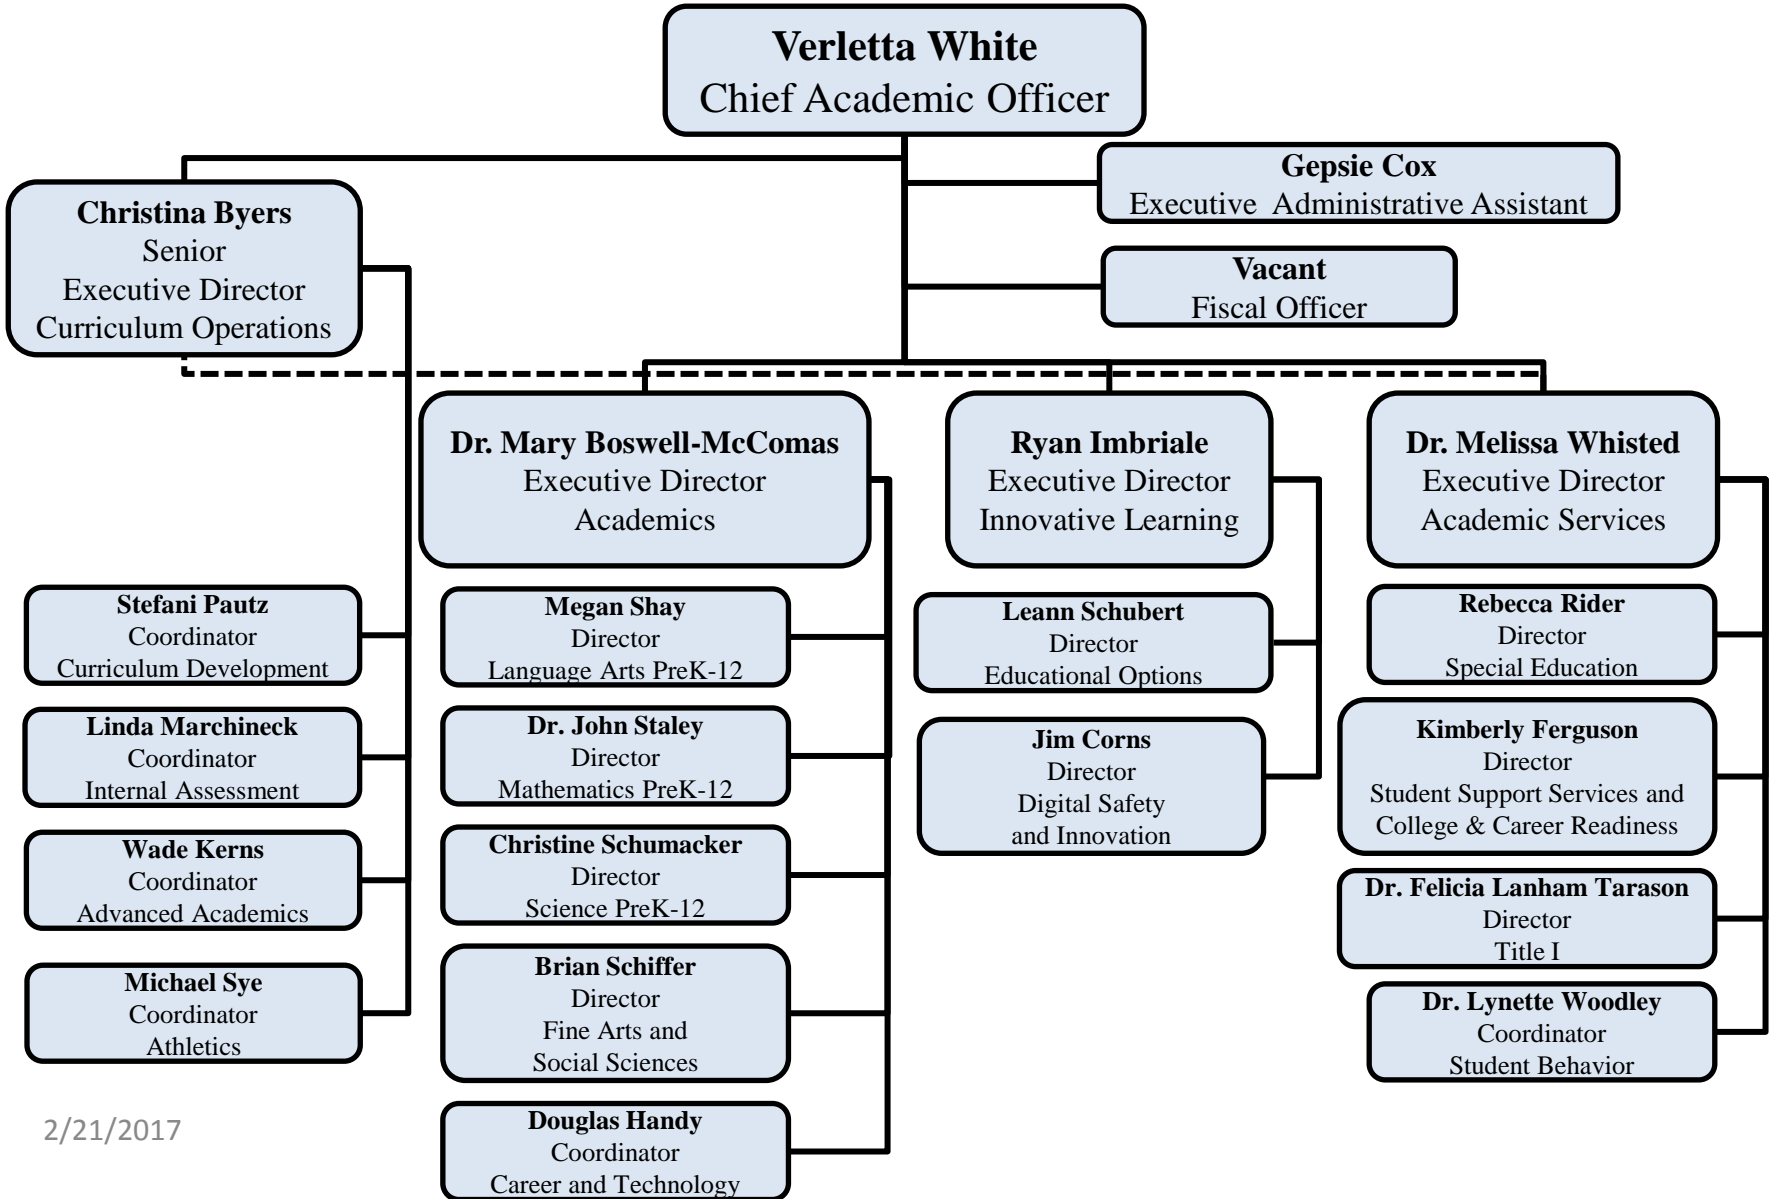 Verletta White
Chief Academic Officer
Gepsie Cox
Executive Administrative Assistant
Vacant
Fiscal Officer
Christina Byers
Senior
Executive Director
Curriculum Operations
Stefani Pautz
Coordinator
Curriculum Development
Linda Marchineck
Coordinator
Internal Assessment
Wade Kerns
Coordinator
Advanced Academics
Michael Sye
Coordinator
Athletics
Dr. Mary Boswell-McComas
Executive Director
Academics
Megan Shay
Director
Language Arts PreK-12
Dr. John Staley
Director
Mathematics PreK-12
Christine Schumacker
Director
Science PreK-12
Brian Schiffer
Director
Fine Arts and
Social Sciences
Douglas Handy
Coordinator
Career and Technology
Ryan Imbriale
Executive Director
Innovative Learning
Leann Schubert
Director
Educational Options
Jim Corns
Director
Digital Safety
and Innovation
Dr. Melissa Whisted
Executive Director
Academic Services
Rebecca Rider
Director
Special Education
Kimberly Ferguson
Director
Student Support Services and
College & Career Readiness
Dr. Felicia Lanham Tarason
Director
Title I
Dr. Lynette Woodley
Coordinator
Student Behavior
2/21/2017